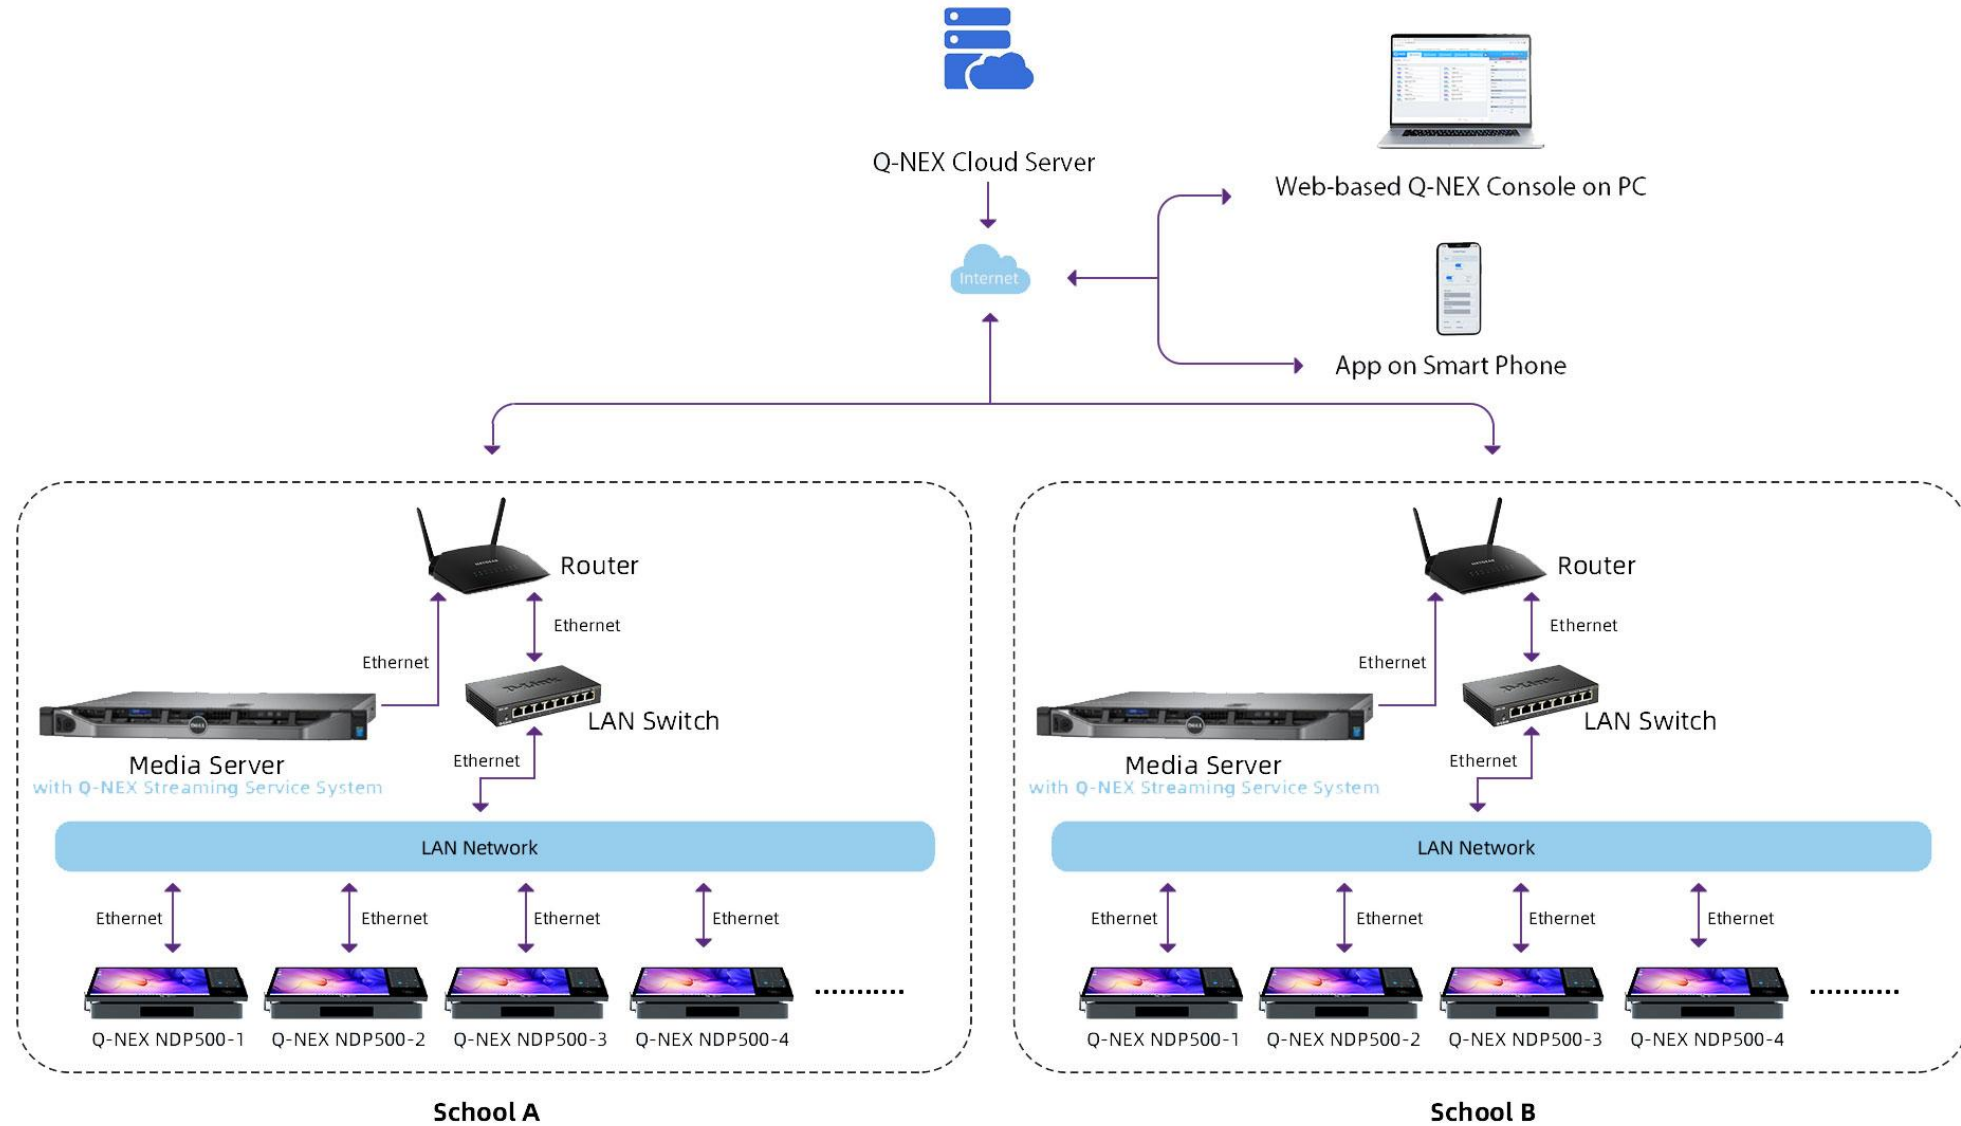 Q-NEX Cloud Server
Web-based Q-NEX Console on PC
Internet
App on Smart Phone
Router
Ethernet
Ethernet
D-Link
LAN Switch
Media Server
with Q-NEX Streaming Service System
Ethernet
LAN Network
Ethernet
Ethernet
Ethernet
Ethernet
Q-NEX NDP500-1
Q-NEX NDP500-2
Q-NEX NDP500-3
Q-NEX NDP500-4
School A
Router
Ethernet
Ethernet
D-Link
LAN Switch
Media Server
with Q-NEX Streaming Service System
Ethernet
LAN Network
Ethernet
Ethernet
Ethernet
Ethernet
Q-NEX NDP500-1
Q-NEX NDP500-2
Q-NEX NDP500-3
Q-NEX NDP500-4
School B